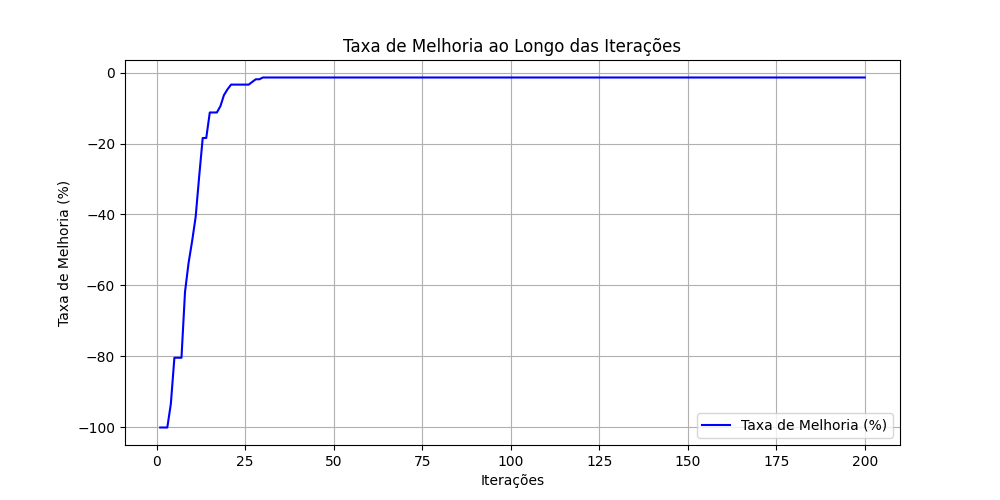 Taxa de Melhoria ao Longo das Iterações
Taxa de Melhoria (%)
0
−20
−40
−60
−80
−100
0 25 50 75 100 125 150 175 200
Iterações
Taxa de Melhoria (%)